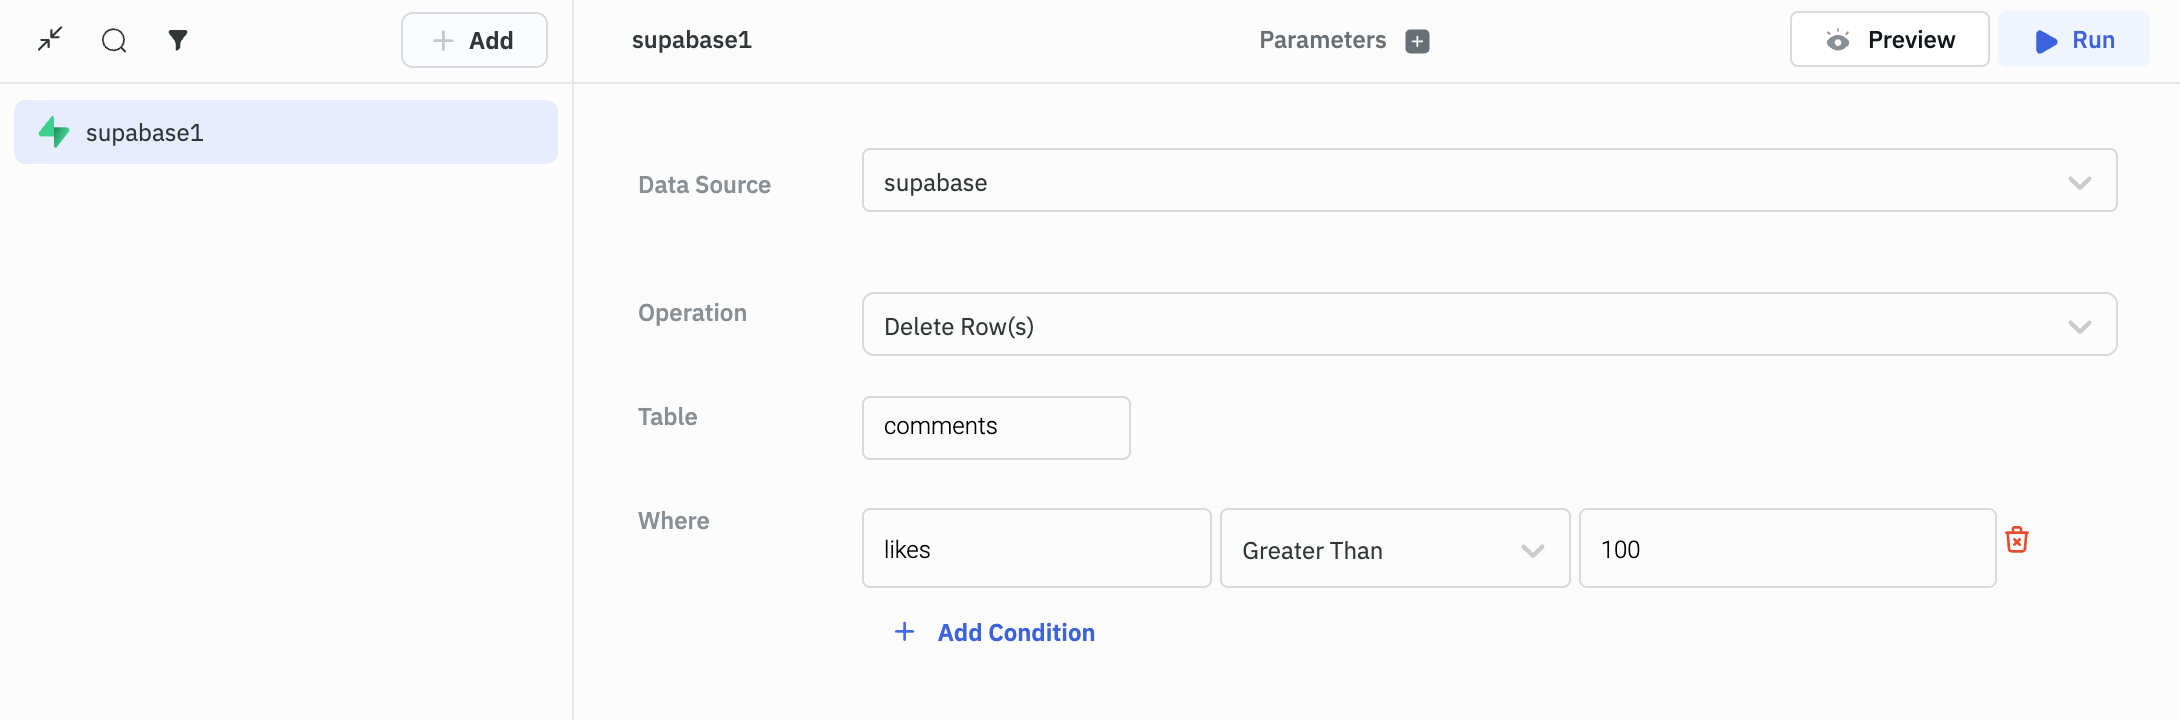 Add
supabase1
Parameters
Preview
Run
supabase1
Data Source
supabase
Operation
Delete Row(s)
Table
comments
Where
likes
Greater Than
100
Add Condition